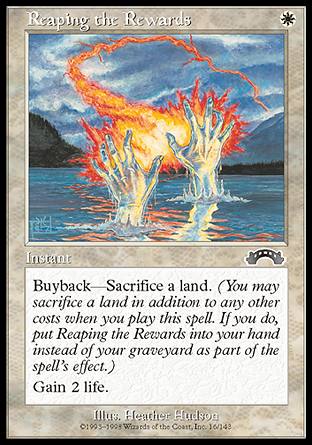 Reaping the Rewards
Instant
Buyback—Sacrifice a land. (You may
sacrifice a land in addition to any other
costs when you play this spell. If you do,
put Reaping the Rewards into your hand
instead of your graveyard as part of the
spell's effect.)
Gain 2 life.
Illus. Heather Hudson
©1993–1998 Wizards of the Coast, Inc. 16/143